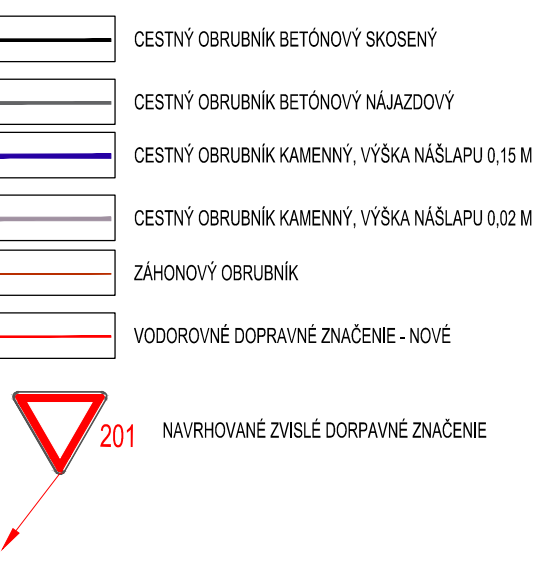 CESTNÝ OBRUBNÍK BETÓNOVÝ SKOSENÝ
CESTNÝ OBRUBNÍK BETÓNOVÝ NÁJAZDOVÝ
CESTNÝ OBRUBNÍK KAMENNÝ, VÝŠKA NÁŠLAPU 0,15 M
CESTNÝ OBRUBNÍK KAMENNÝ, VÝŠKA NÁŠLAPU 0,02 M
ZÁHONOVÝ OBRUBNÍK
VODOROVNÉ DOPRAVNÉ ZNAČENIE - NOVÉ
201 NAVRHOVANÉ ZVISLÉ DORPAVNÉ ZNAČENIE